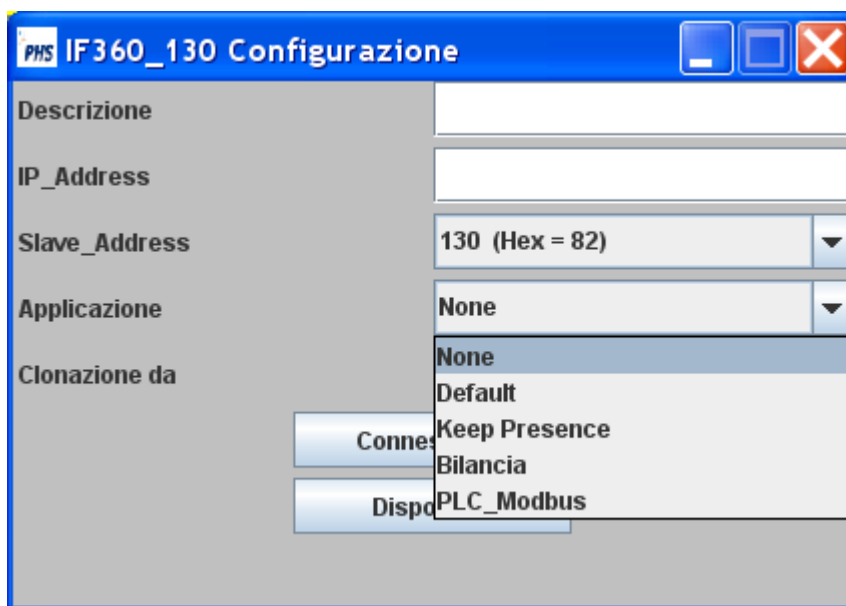 PHS IF360_130 Configurazione
Descrizione
IP_Address
Slave_Address 130 (Hex = 82)
Applicazione None
Clonazione da
None
Default
Keep Presence
Bilancia
PLC_Modbus